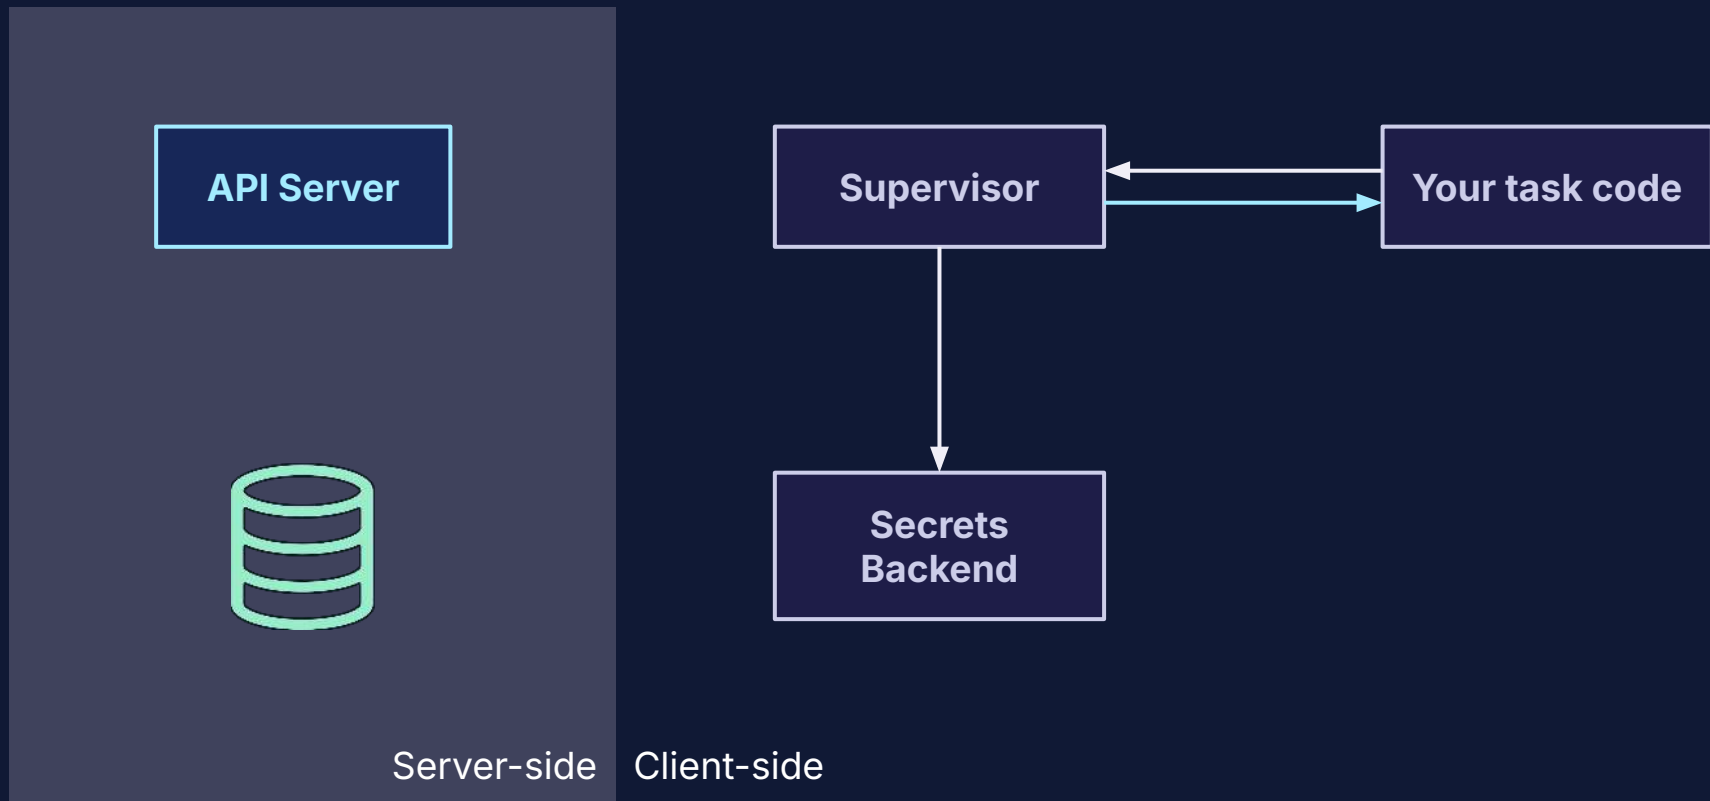 API Server
Supervisor
Your task code
Secrets
Backend
Server-side
Client-side